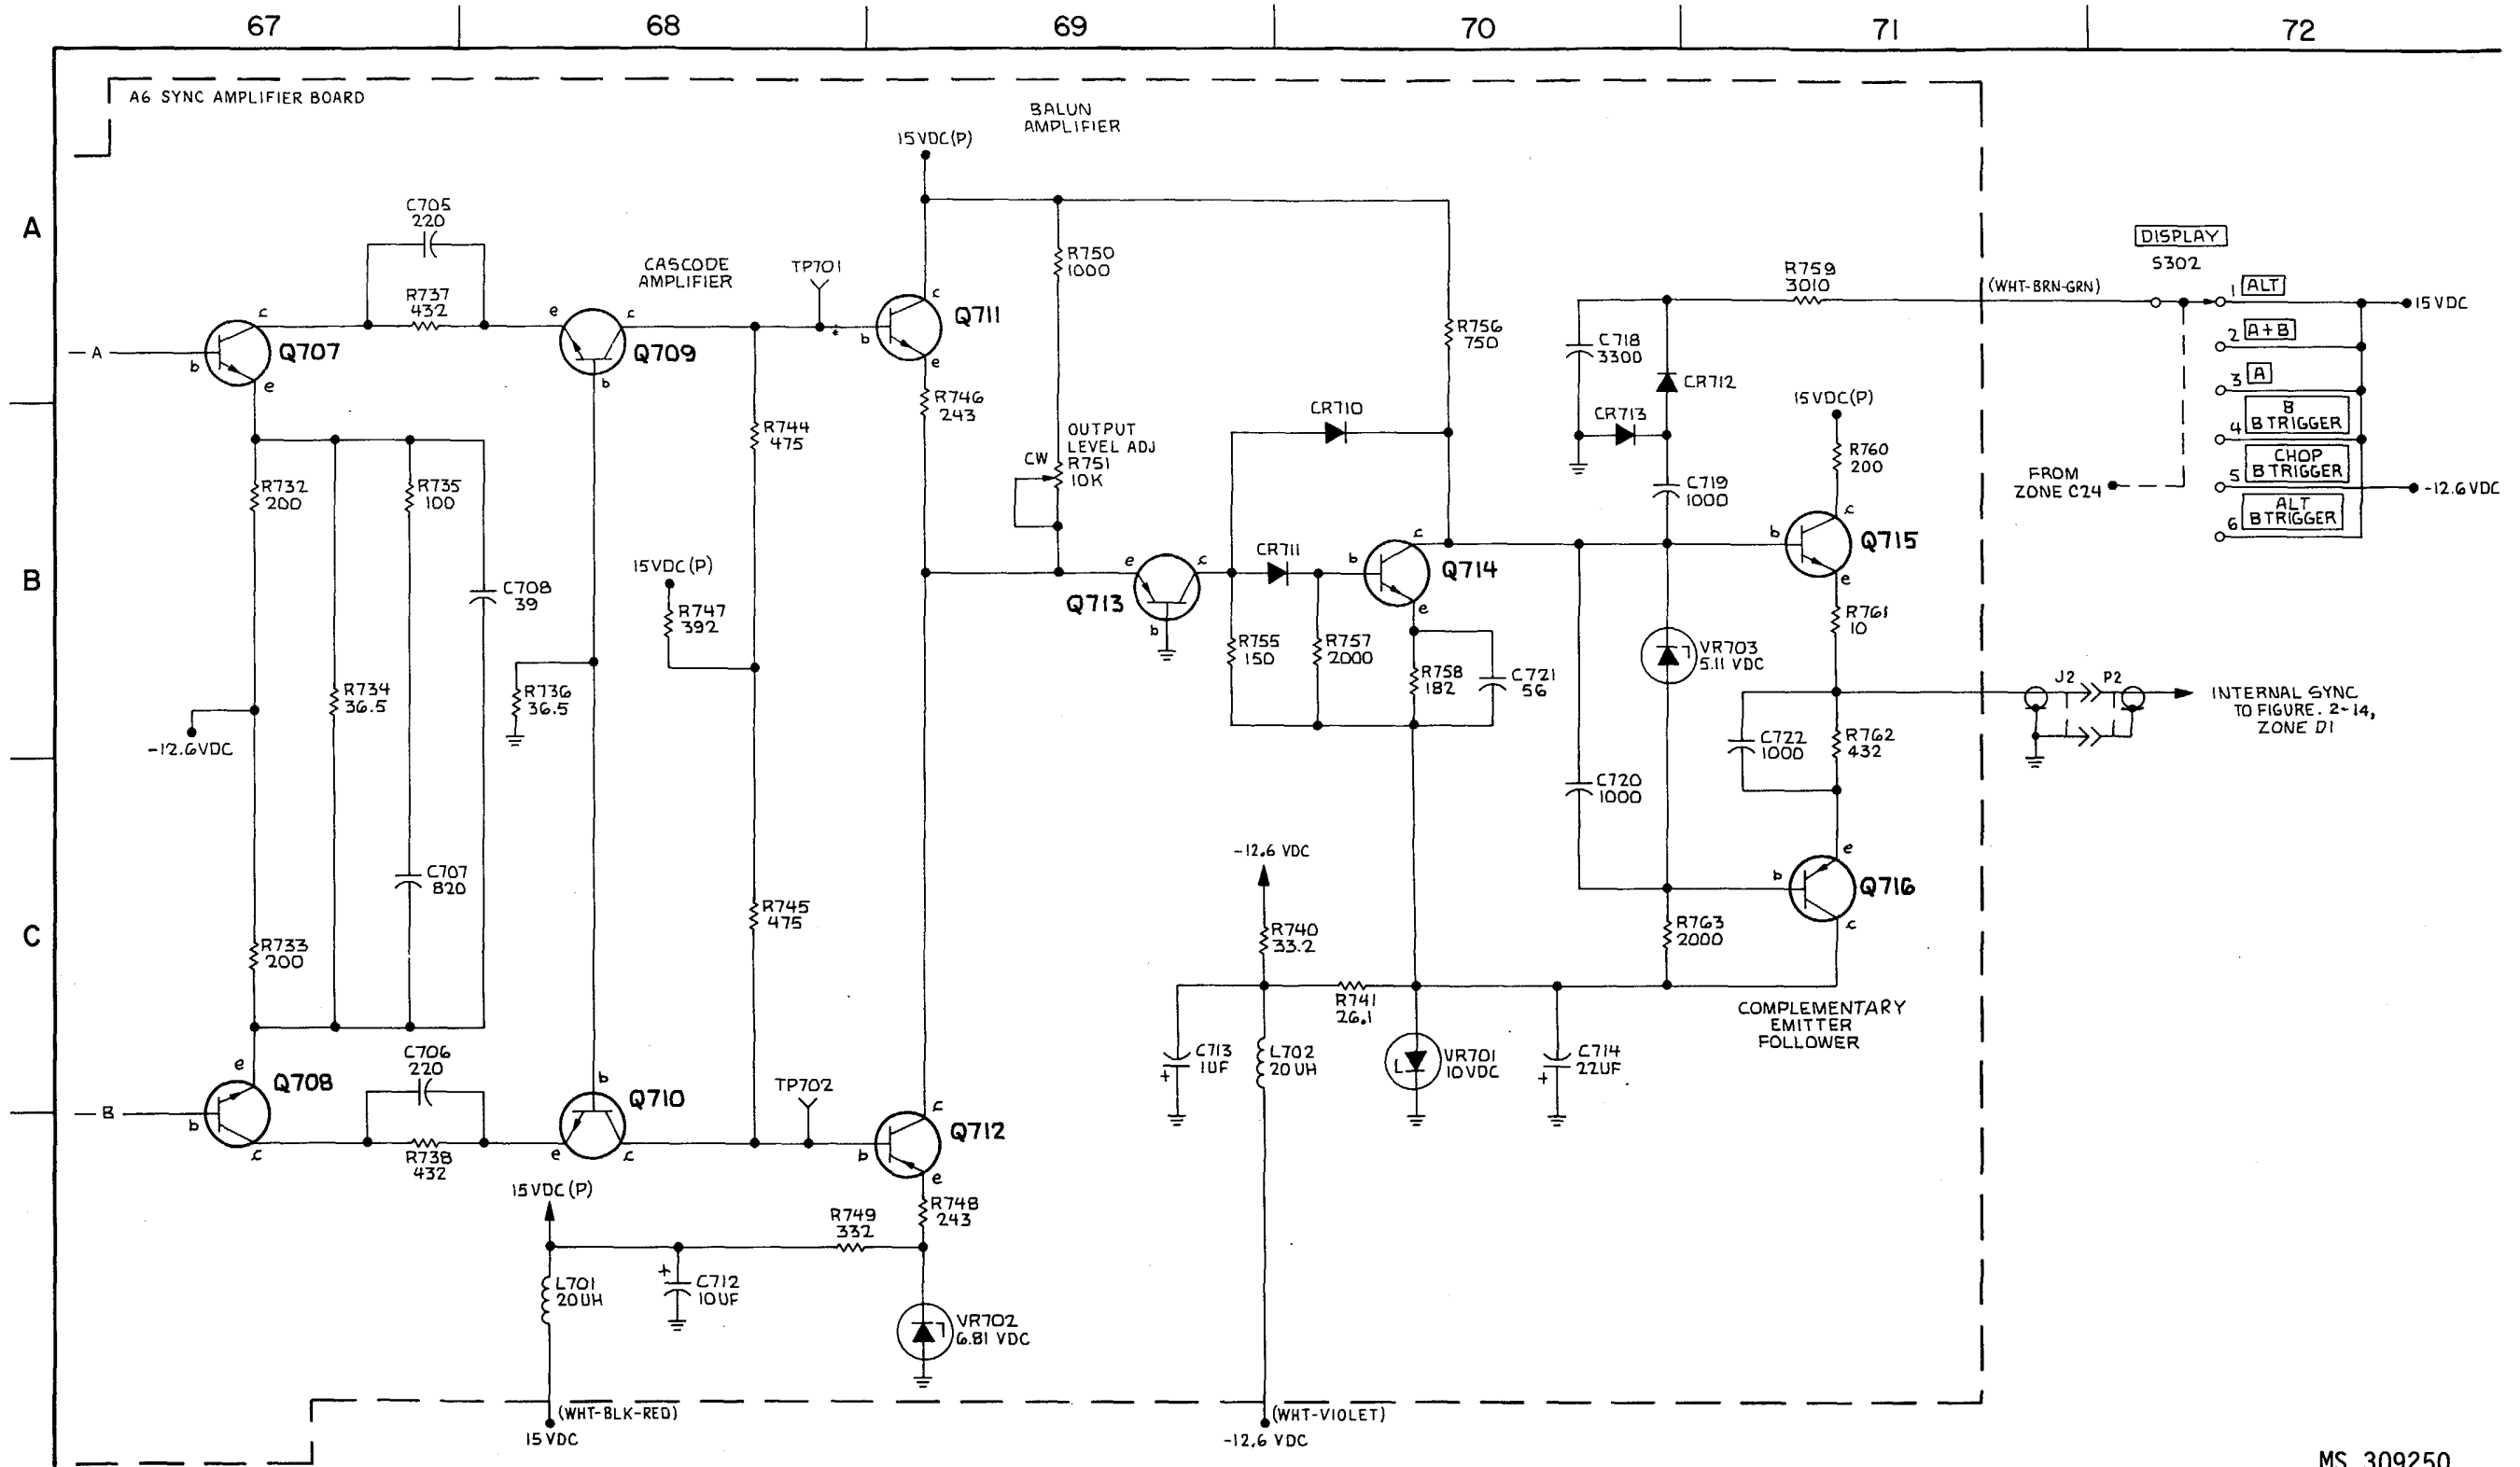 67 68 69 70 71 72
A6 SYNC AMPLIFIER BOARD
BALUN
AMPLIFIER
15VDC(P)
A
C705
220
R737
432
CASCODE
AMPLIFIER
TP701
*
c
e
c
c
b
b
e
b
e
— A —
Q707
Q709
Q711
R750
1000
R756
750
R759
3010
(WHT-BRN-GRN)
DISPLAY
S302
1 ALT
15VDC
2 A+B
3 A
4 B
B TRIGGER
5 CHOP
B TRIGGER
-12.6VDC
6 ALT
B TRIGGER
FROM
ZONE C24
C718
3300
CR712
CR713
C719
1000
15VDC(P)
R760
200
R746
243
CR710
R744
475
OUTPUT
LEVEL ADJ
CW
R751
10K
B
R732
200
R735
100
C708
39
15VDC(P)
R747
392
e
c
b
Q713
CR711
b
c
e
Q714
b
c
e
Q715
R761
10
R734
36.5
R736
36.5
-12.6VDC
R755
150
R757
2000
R758
182
C721
56
VR703
5.11 VDC
J2
P2
INTERNAL SYNC
TO FIGURE. 2-14,
ZONE D1
C722
1000
R762
432
C720
1000
C
C707
820
R745
475
R733
200
-12.6 VDC
R740
33.2
R741
26.1
R763
2000
e
b
c
Q716
COMPLEMENTARY
EMITTER
FOLLOWER
C713
1UF
+
L702
20UH
VR701
10VDC
C714
22UF
+
e
b
c
Q708
C706
220
R738
432
b
e
c
Q710
TP702
c
b
e
Q712
— B —
15VDC(P)
R749
332
R748
243
L701
20UH
+
C712
10UF
VR702
6.81 VDC
(WHT-BLK-RED)
15VDC
(WHT-VIOLET)
-12.6 VDC
MS 309250